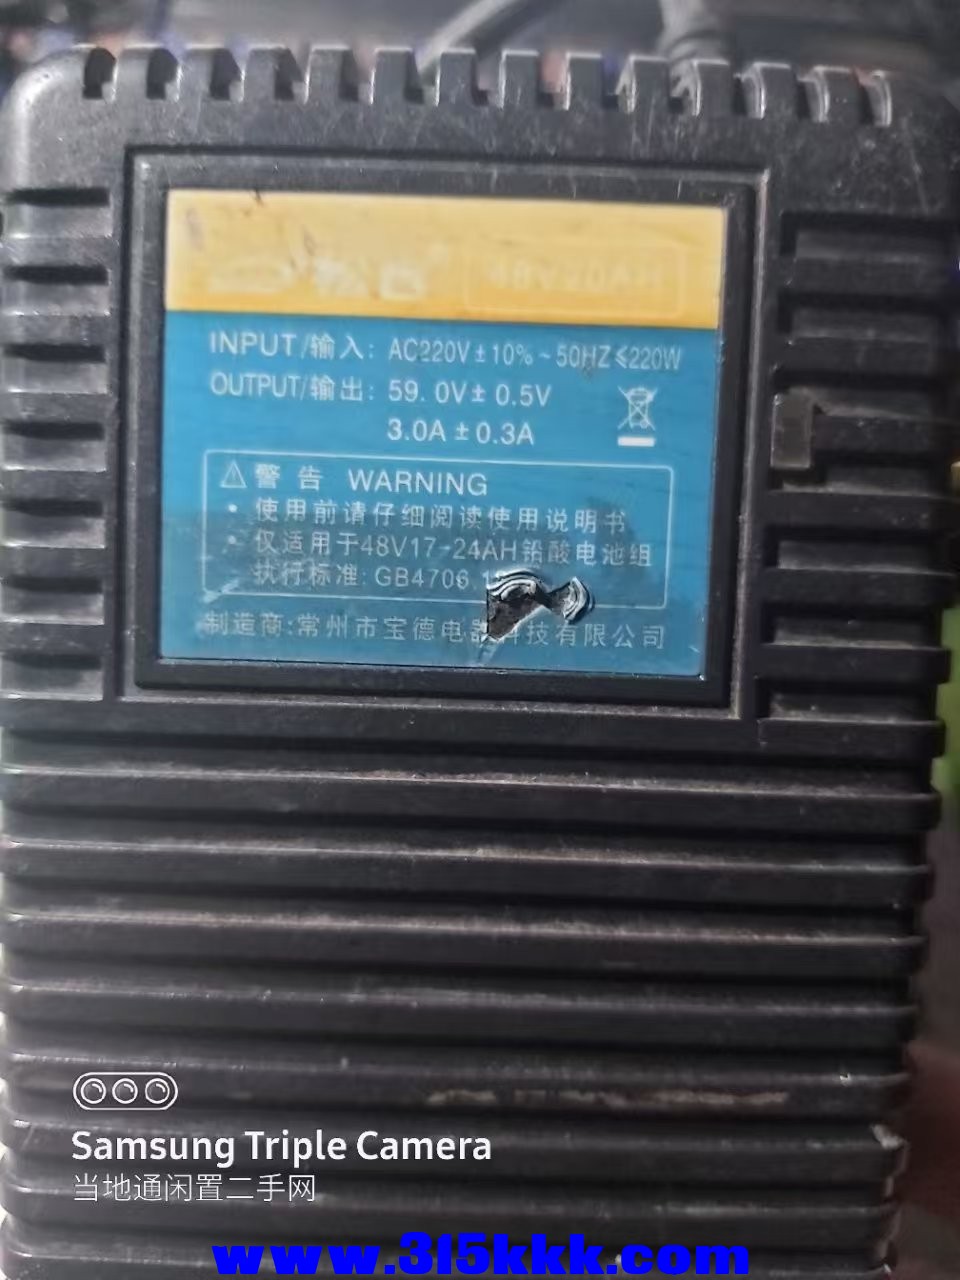 48V20AH
INPUT/输入: AC220V±10%~50HZ≤220W
OUTPUT/输出: 59.0V± 0.5V
3.0A±0.3A
警告 WARNING
• 使用前请仔细阅读使用说明书
• 仅适用于48V17-24AH铅酸电池组
执行标准: GB4706.1
制造商:常州市宝德电器科技有限公司
Samsung Triple Camera
当地通闲置二手网
www.315kkk.com